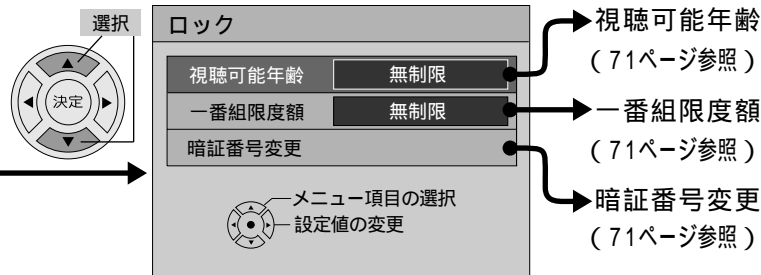 選択
決定
ロック
視聴可能年齢 無制限
一番組限度額 無制限
暗証番号変更
メニュー項目の選択
設定値の変更
視聴可能年齢
(71ページ参照)
一番組限度額
(71ページ参照)
暗証番号変更
(71ページ参照)